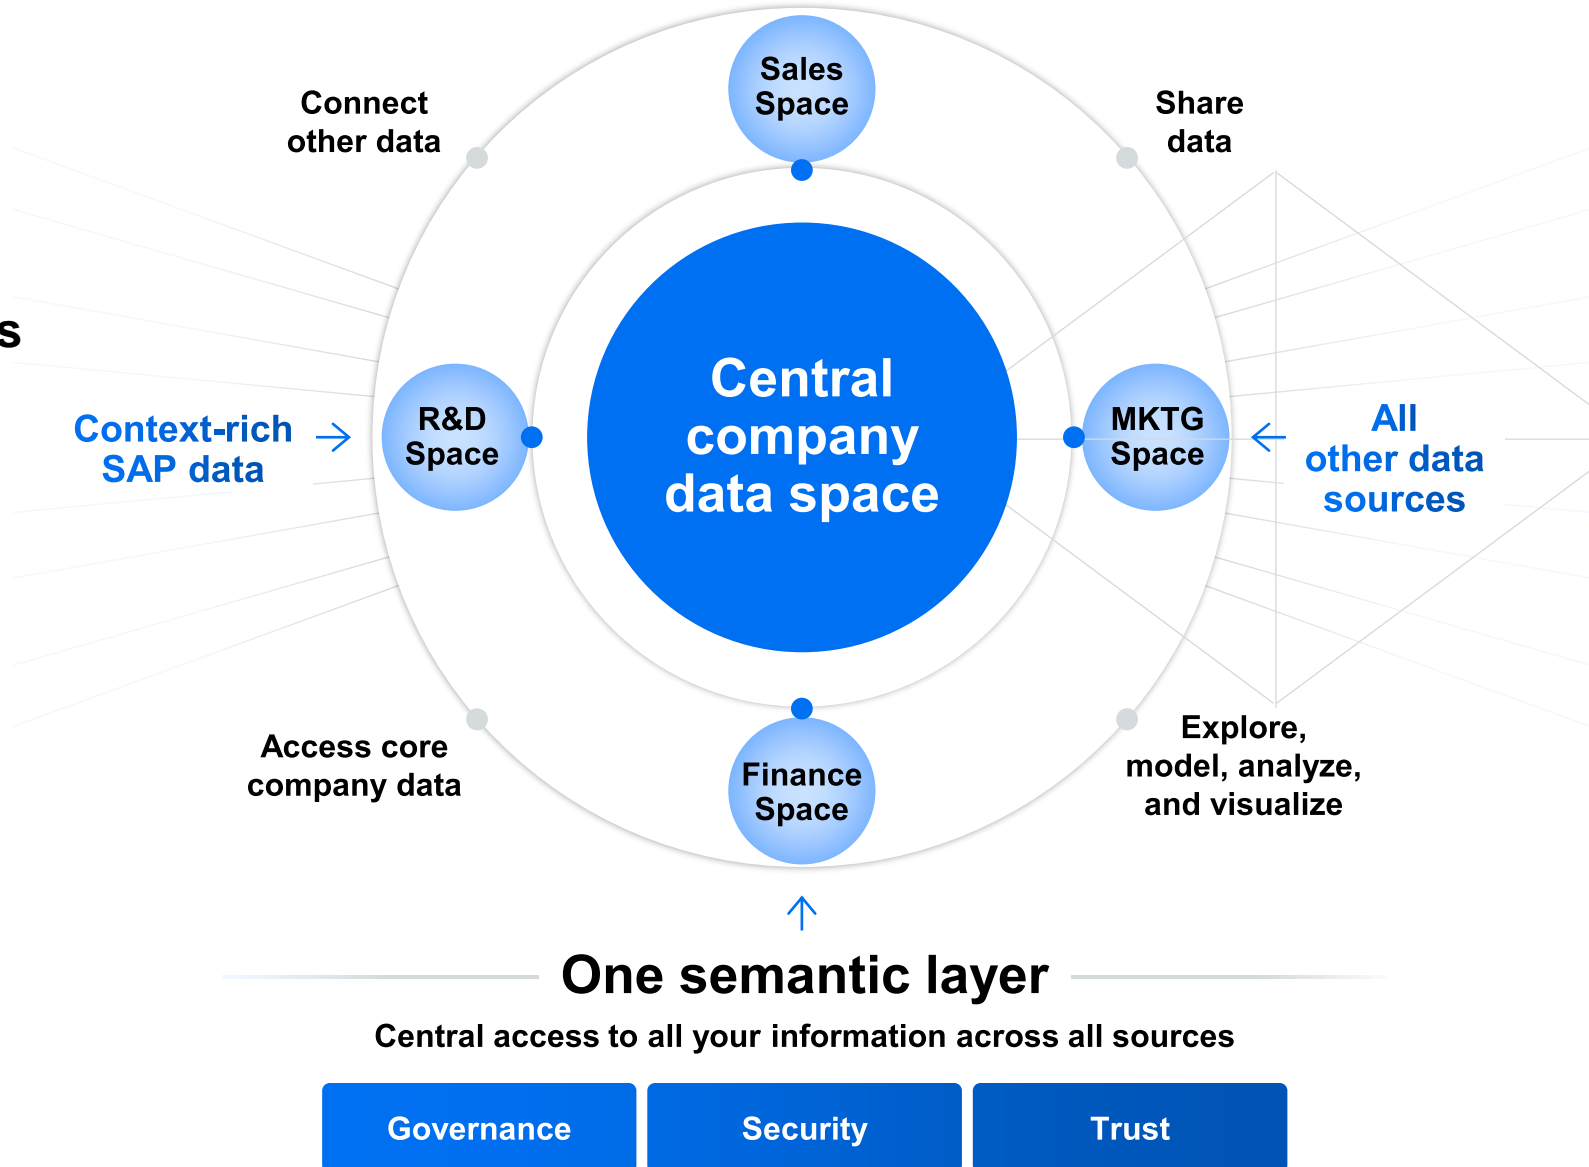 Sales
Space
Connect
other data
Share
data
s
Context-rich
SAP data
R&D
Space
Central
company
data space
MKTG
Space
All
other data
sources
Access core
company data
Finance
Space
Explore,
model, analyze,
and visualize
One semantic layer
Central access to all your information across all sources
Governance
Security
Trust